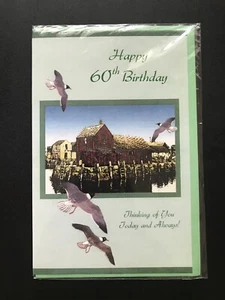 Happy
60th Birthday
Thinking of You
Today and Always!